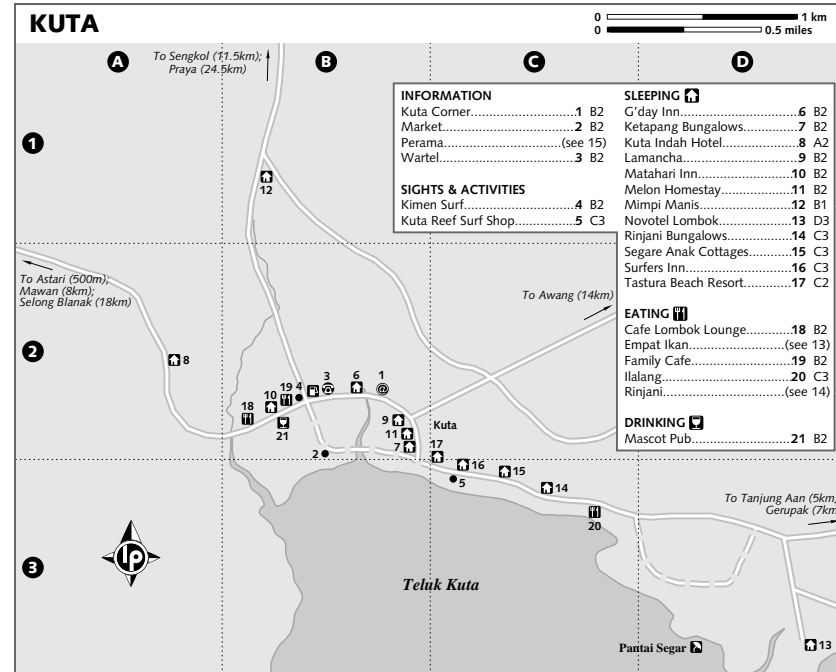 KUTA
0 1 km
0 0.5 miles
A B C D
To Sengkol (11.5km);
Praya (24.5km)
INFORMATION
Kuta Corner 1 B2
Market 2 B2
Perama (see 15)
Wartel 3 B2
SIGHTS & ACTIVITIES
Kimen Surf 4 B2
Kuta Reef Surf Shop 5 C3
SLEEPING
G'day Inn 6 B2
Ketapang Bungalows 7 B2
Kuta Indah Hotel 8 A2
Lamancha 9 B2
Matahari Inn 10 B2
Melon Homestay 11 B2
Mimpi Manis 12 B1
Novotel Lombok 13 D3
Rinjani Bungalows 14 C3
Segare Anak Cottages 15 C3
Surfers Inn 16 C3
Tastura Beach Resort 17 C2
EATING
Cafe Lombok Lounge 18 B2
Empat Ikan (see 13)
Family Cafe 19 B2
Ilalang 20 C3
Rinjani (see 14)
DRINKING
Mascot Pub 21 B2
1
12
To Astari (500m);
Mawan (8km);
Selong Blanak (18km)
To Awang (14km)
2
8
3 6 1
19 4
10
18
21
9
11
7
Kuta
17
2
16
15
5
14
20
To Tanjung Aan (5km);
Gerupak (7km)
3
lp
Teluk Kuta
Pantai Segar
13